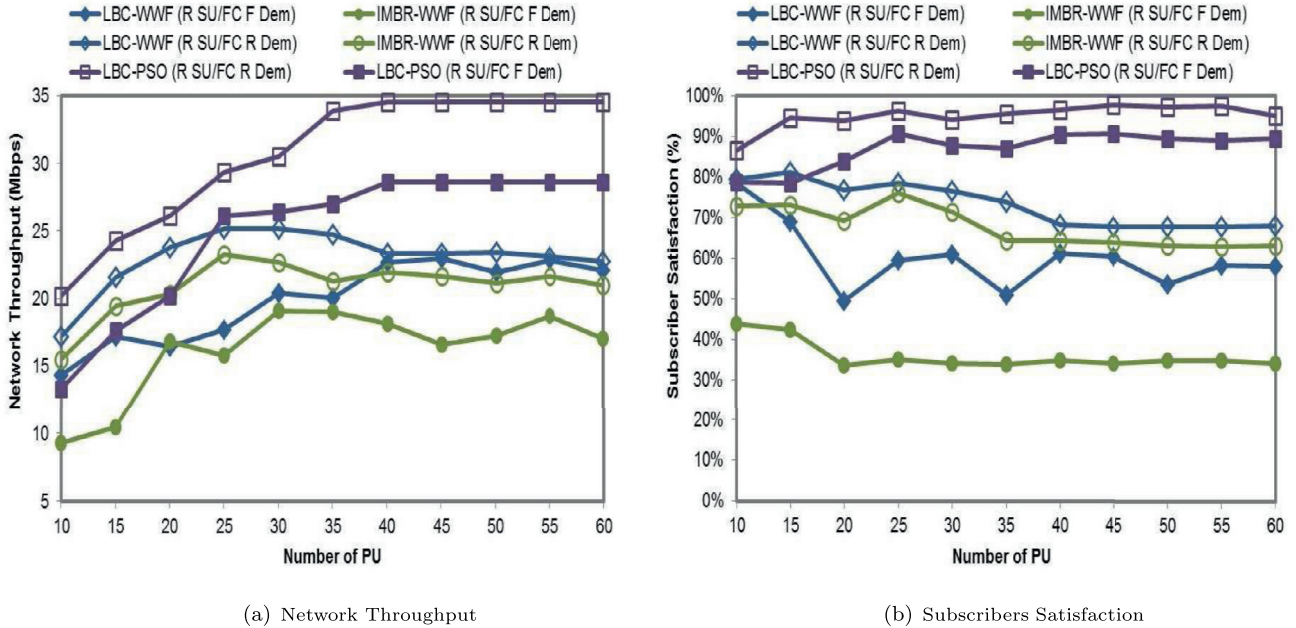 LBC-WWF (R SU/FC F Dem) IMBR-WWF (R SU/FC F Dem)
LBC-WWF (R SU/FC R Dem) IMBR-WWF (R SU/FC R Dem)
LBC-PSO (R SU/FC R Dem) LBC-PSO (R SU/FC F Dem)
Network Throughput (Mbps)
35
30
25
20
15
10
5
10 15 20 25 30 35 40 45 50 55 60
Number of PU
(a) Network Throughput
LBC-WWF (R SU/FC F Dem) IMBR-WWF (R SU/FC F Dem)
LBC-WWF (R SU/FC R Dem) IMBR-WWF (R SU/FC R Dem)
LBC-PSO (R SU/FC R Dem) LBC-PSO (R SU/FC F Dem)
Subscriber Satisfaction (%)
100%
90%
80%
70%
60%
50%
40%
30%
20%
10%
0%
10 15 20 25 30 35 40 45 50 55 60
Number of PU
(b) Subscribers Satisfaction